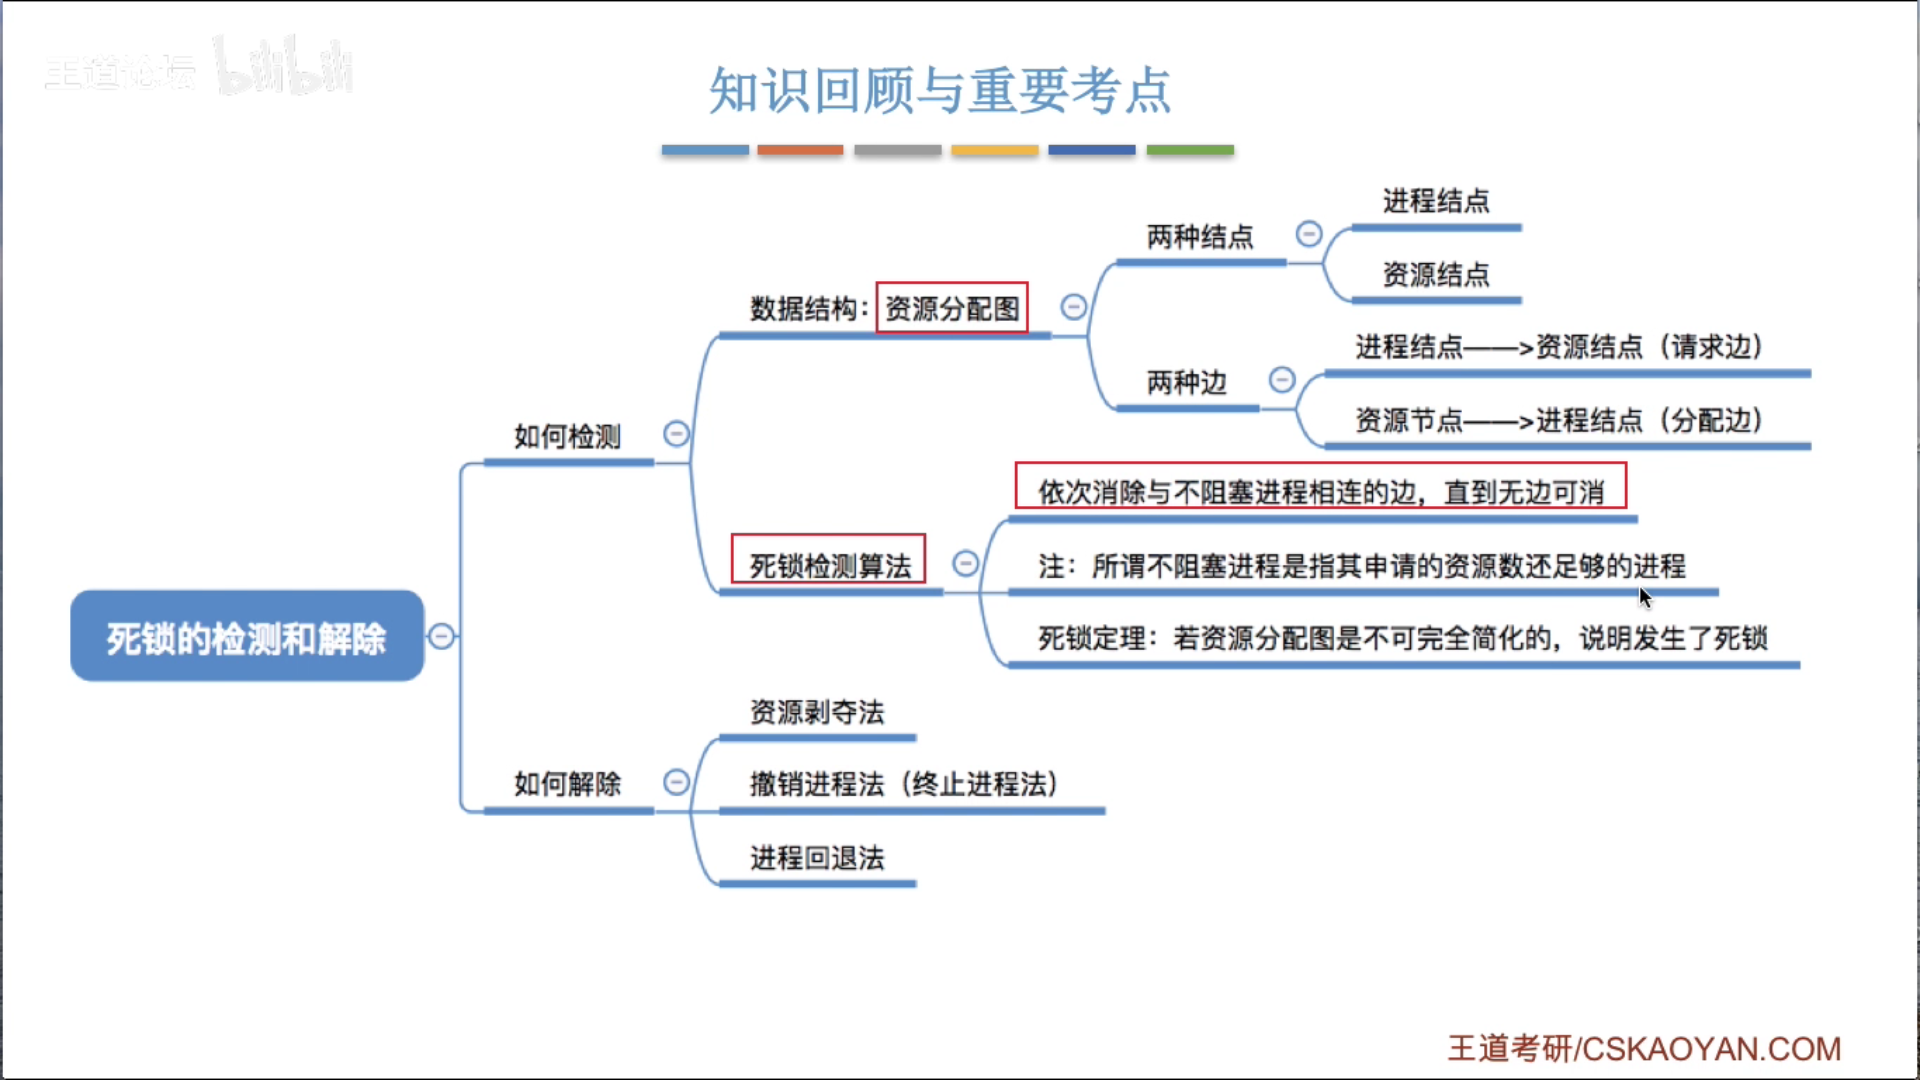 王道论坛 bilibili
知识回顾与重要考点
死锁的检测和解除
如何检测
数据结构：资源分配图
两种结点
进程结点
资源结点
两种边
进程结点——>资源结点（请求边）
资源节点——>进程结点（分配边）
死锁检测算法
依次消除与不阻塞进程相连的边，直到无边可消
注：所谓不阻塞进程是指其申请的资源数还足够的进程
死锁定理：若资源分配图是不可完全简化的，说明发生了死锁
如何解除
资源剥夺法
撤销进程法（终止进程法）
进程回退法
王道考研/CSKAOYAN.COM